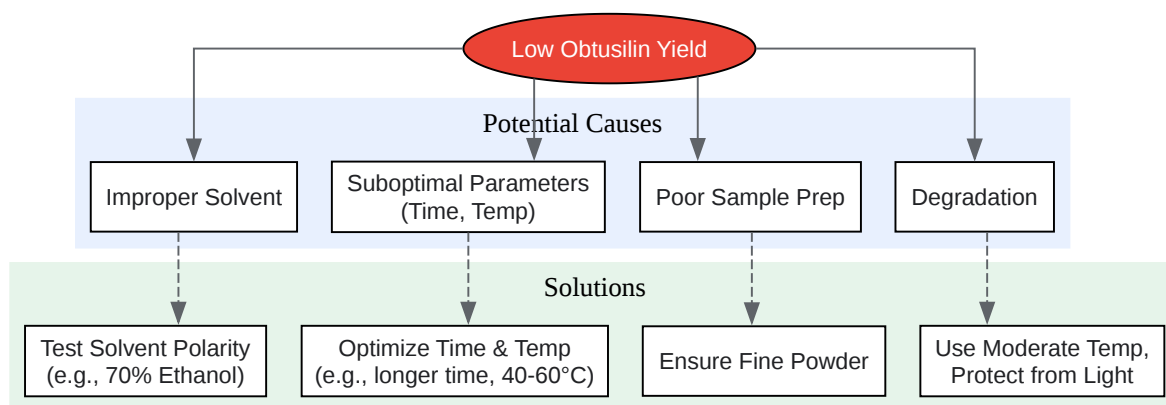 Low Obtusilin Yield
Potential Causes
Improper Solvent
Suboptimal Parameters
(Time, Temp)
Poor Sample Prep
Degradation
Solutions
Test Solvent Polarity
(e.g., 70% Ethanol)
Optimize Time & Temp
(e.g., longer time, 40-60°C)
Ensure Fine Powder
Use Moderate Temp,
Protect from Light